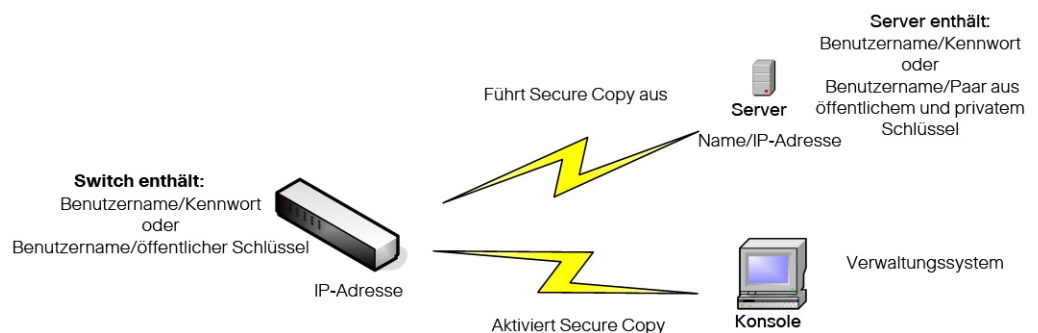 Server enthält:
Benutzername/Kennwort
oder
Benutzername/Paar aus
öffentlichem und privatem
Schlüssel
Führt Secure Copy aus
Server
Name/IP-Adresse
Switch enthält:
Benutzername/Kennwort
oder
Benutzername/öffentlicher Schlüssel
IP-Adresse
Verwaltungssystem
Aktiviert Secure Copy
Konsole